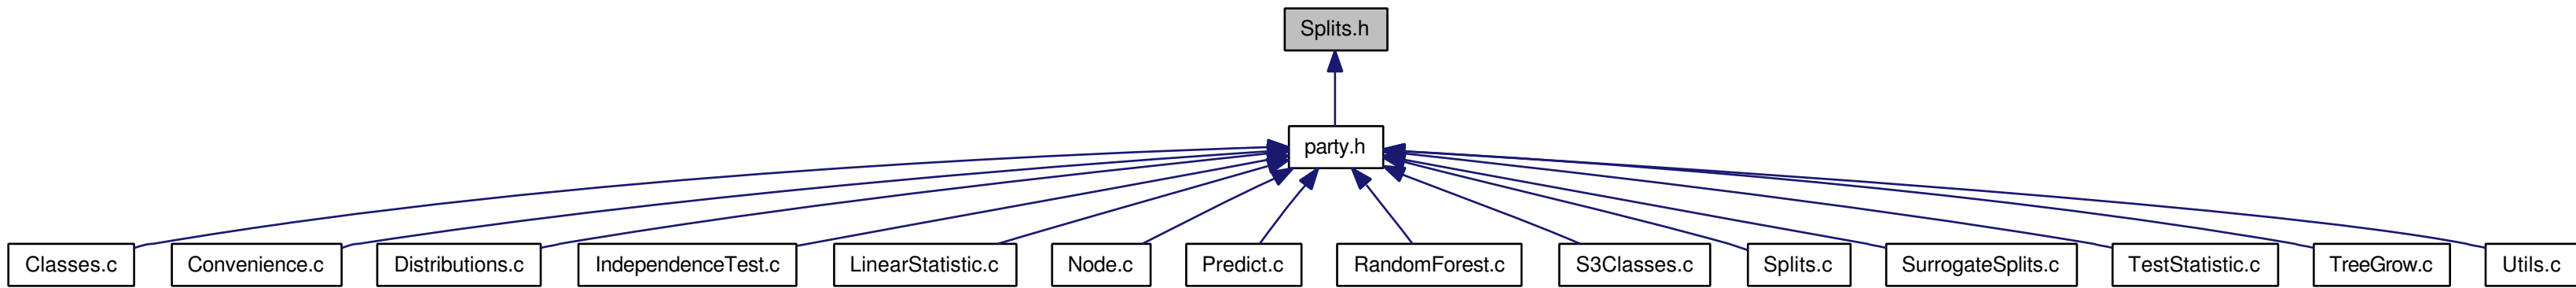 Splits.h
party.h
Classes.c
Convenience.c
Distributions.c
IndependenceTest.c
LinearStatistic.c
Node.c
Predict.c
RandomForest.c
S3Classes.c
Splits.c
SurrogateSplits.c
TestStatistic.c
TreeGrow.c
Utils.c